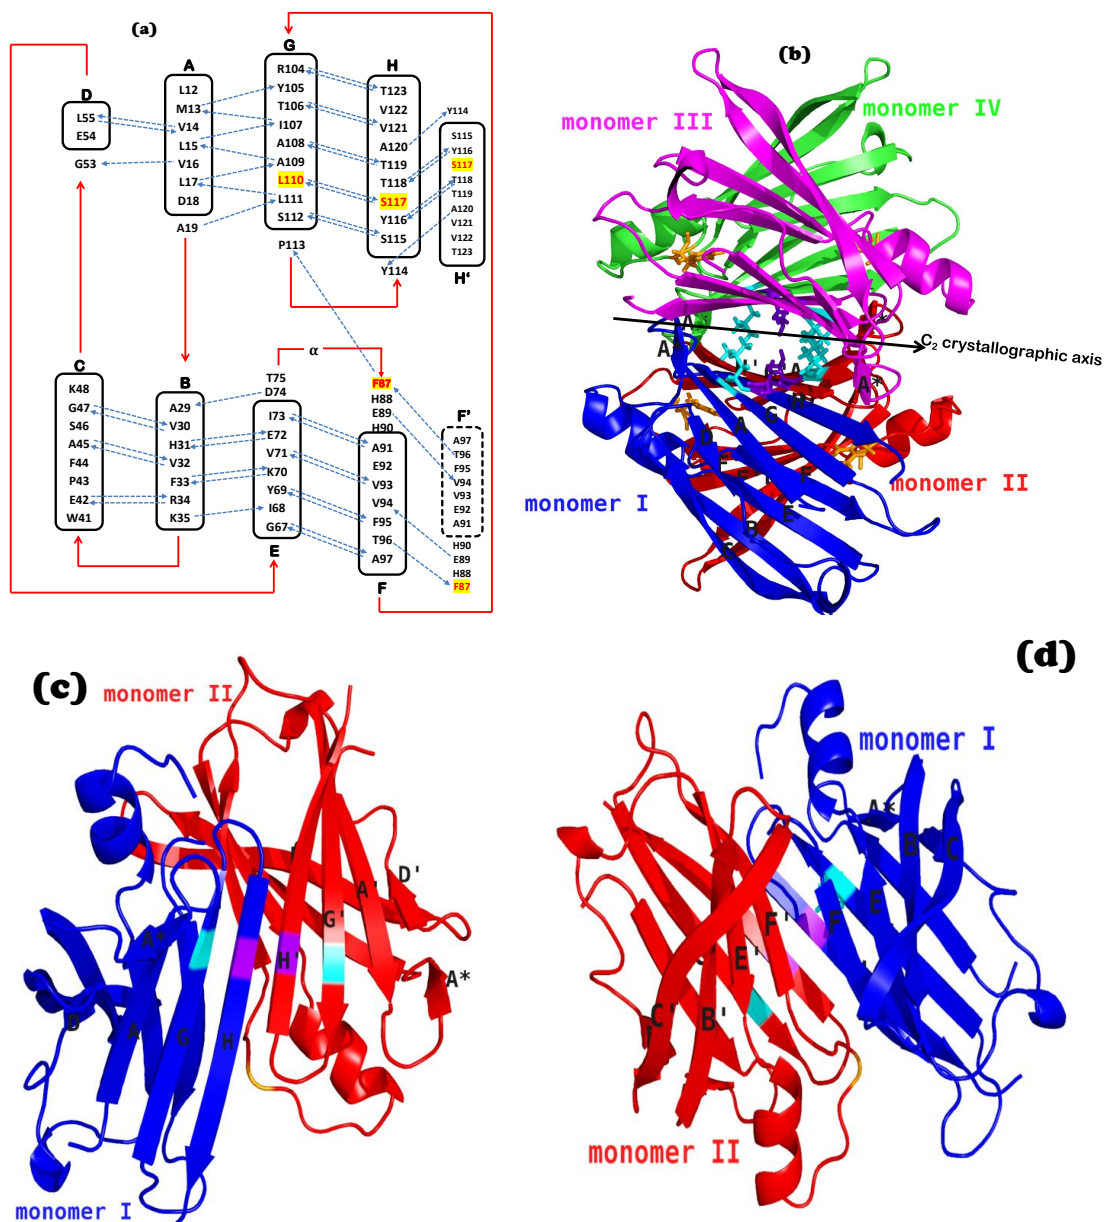 (a)
G
R104
Y105
T106
I107
A108
A109
L110
L111
S112
P113
A
L12
M13
V14
L15
V16
L17
D18
A19
D
L55
E54
G53
H
T123
V122
V121
A120
T119
T118
S117
Y116
S115
Y114
Y114
S115
Y116
S117
T118
T119
A120
V121
V122
T123
H'
C
K48
G47
S46
A45
F44
P43
E42
W41
B
A29
V30
H31
V32
F33
R34
K35
α
T75
D74
I73
E72
V71
K70
Y69
I68
G67
E
F87
H88
E89
H90
A91
E92
V93
V94
F95
T96
A97
F
F'
A97
T96
F95
V94
V93
E92
A91
H90
E89
H88
F87
(b)
monomer III
monomer IV
C2 crystallographic axis
A
A*
A*
D
A
G
H
F
E
B
C
monomer I
monomer II
(c)
monomer II
D'
A'
G'
H'
A*
A*
D
A
G
H
monomer I
(d)
monomer I
A*
B
C
E
F
F'
E'
C'
B'
monomer II